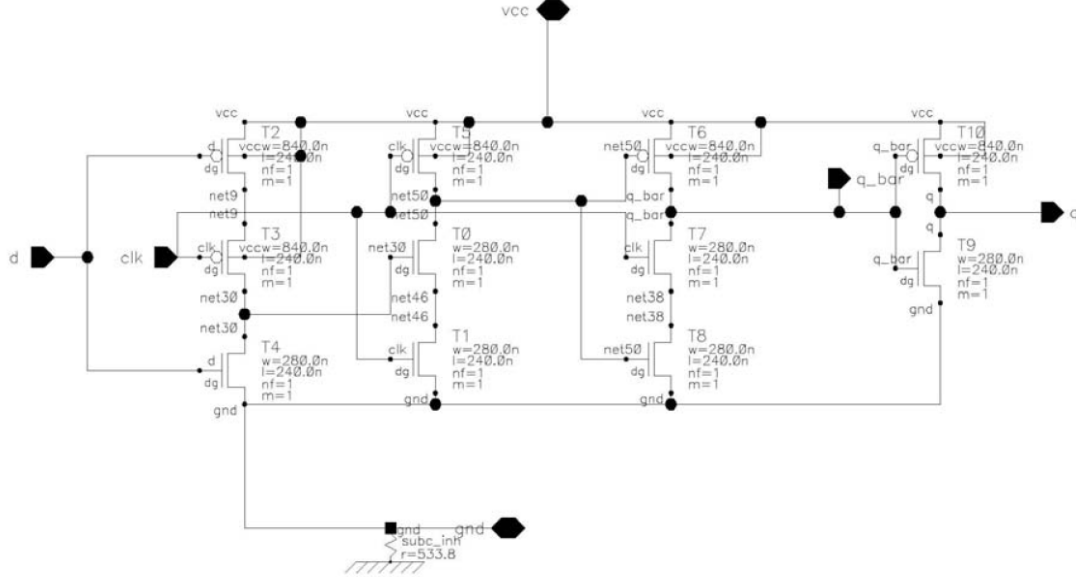 vcc
vcc
vcc
vcc
vcc
d
T2
vccw=840.0n
l=240.0n
dg
nf=1
m=1
clk
T5
vccw=840.0n
l=240.0n
dg
nf=1
m=1
net50
T6
vccw=840.0n
l=240.0n
dg
nf=1
m=1
q_bar
T10
vccw=840.0n
l=240.0n
dg
nf=1
m=1
q_bar
net9
net9
net50
net50
q_bar
q_bar
q
q
d
clk
q
clk
T3
vccw=840.0n
l=240.0n
dg
nf=1
m=1
net30
T0
w=280.0n
l=240.0n
dg
nf=1
m=1
clk
T7
w=280.0n
l=240.0n
dg
nf=1
m=1
q_bar
T9
w=280.0n
l=240.0n
dg
nf=1
m=1
net30
net30
net46
net46
net38
net38
gnd
d
T4
w=280.0n
l=240.0n
dg
nf=1
m=1
clk
T1
w=280.0n
l=240.0n
dg
nf=1
m=1
net50
T8
w=280.0n
l=240.0n
dg
nf=1
m=1
gnd
gnd
gnd
gnd
gnd
subc_inh
r=533.8